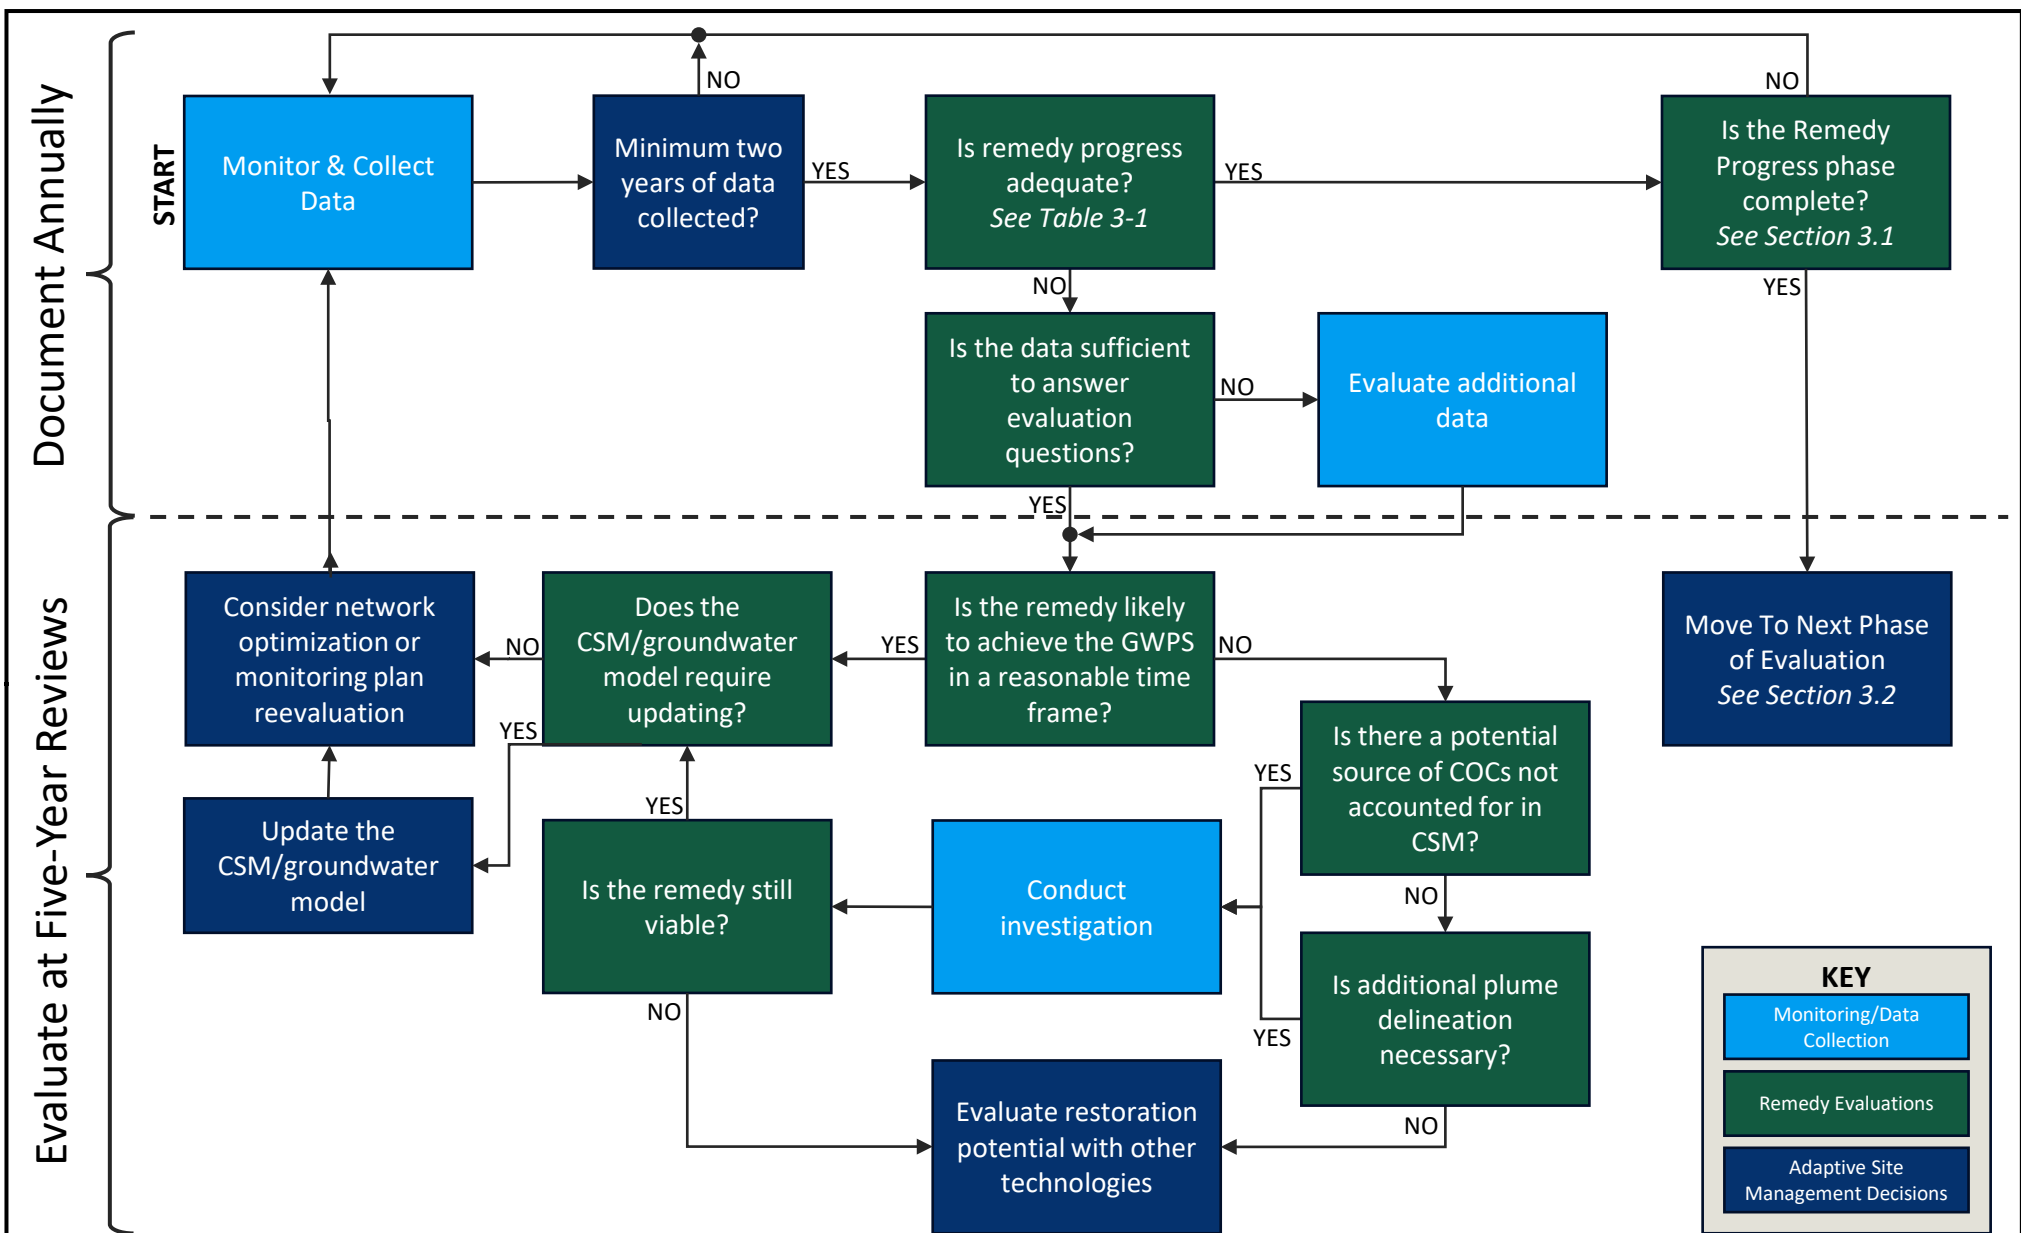 Document Annually
START
Monitor & Collect
Data
NO
Minimum two
years of data
collected?
YES
Is remedy progress
adequate?
See Table 3-1
YES
NO
Is the Remedy
Progress phase
complete?
See Section 3.1
NO
YES
Is the data sufficient
to answer
evaluation
questions?
NO
Evaluate additional
data
YES
Evaluate at Five-Year Reviews
Consider network
optimization or
monitoring plan
reevaluation
NO
Does the
CSM/groundwater
model require
updating?
YES
Is the remedy likely
to achieve the GWPS
in a reasonable time
frame?
NO
Move To Next Phase
of Evaluation
See Section 3.2
YES
Update the
CSM/groundwater
model
YES
Is the remedy still
viable?
NO
Conduct
investigation
YES
Is there a potential
source of COCs not
accounted for in
CSM?
NO
YES
Is additional plume
delineation
necessary?
NO
Evaluate restoration
potential with other
technologies
KEY
Monitoring/Data
Collection
Remedy Evaluations
Adaptive Site
Management Decisions